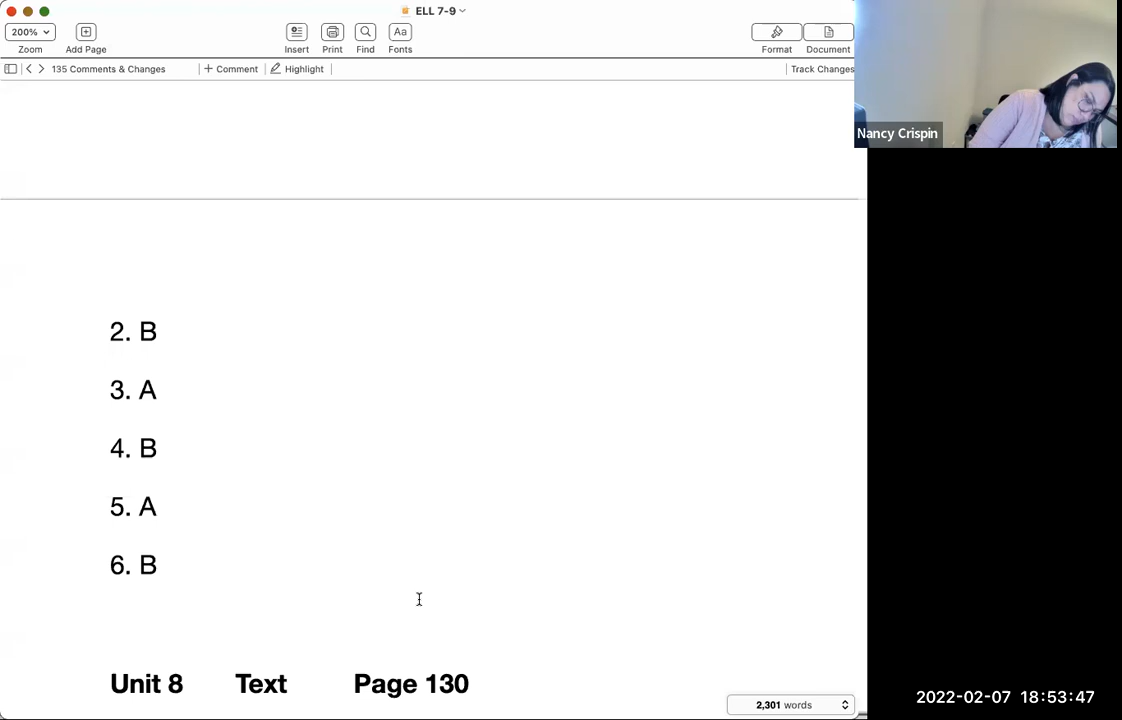 ELL 7-9
200%
Zoom
Add Page
Insert
Print
Find
Aa
Fonts
Format
Document
135 Comments & Changes
Comment
Highlight
Track Changes
Nancy Crispin
2. B
3. A
4. B
5. A
6. B
Unit 8 Text Page 130
2,301 words
2022-02-07 18:53:47